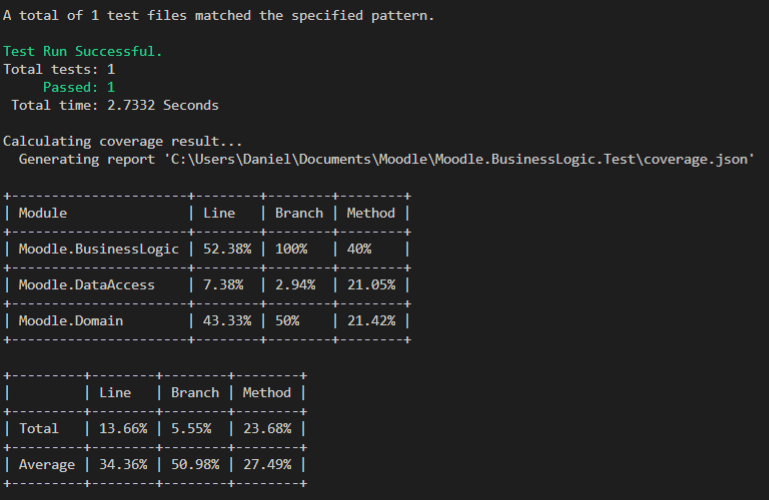 A total of 1 test files matched the specified pattern.
Test Run Successful.
Total tests: 1
     Passed: 1
 Total time: 2.7332 Seconds
Calculating coverage result...
  Generating report 'C:\Users\Daniel\Documents\Moodle\Moodle.BusinessLogic.Test\coverage.json'
+----------------------+--------+--------+--------+
| Module               | Line   | Branch | Method |
+----------------------+--------+--------+--------+
| Moodle.BusinessLogic | 52.38% | 100%   | 40%    |
+----------------------+--------+--------+--------+
| Moodle.DataAccess    | 7.38%  | 2.94%  | 21.05% |
+----------------------+--------+--------+--------+
| Moodle.Domain        | 43.33% | 50%    | 21.42% |
+----------------------+--------+--------+--------+
+---------+--------+--------+--------+
|         | Line   | Branch | Method |
+---------+--------+--------+--------+
| Total   | 13.66% | 5.55%  | 23.68% |
+---------+--------+--------+--------+
| Average | 34.36% | 50.98% | 27.49% |
+---------+--------+--------+--------+